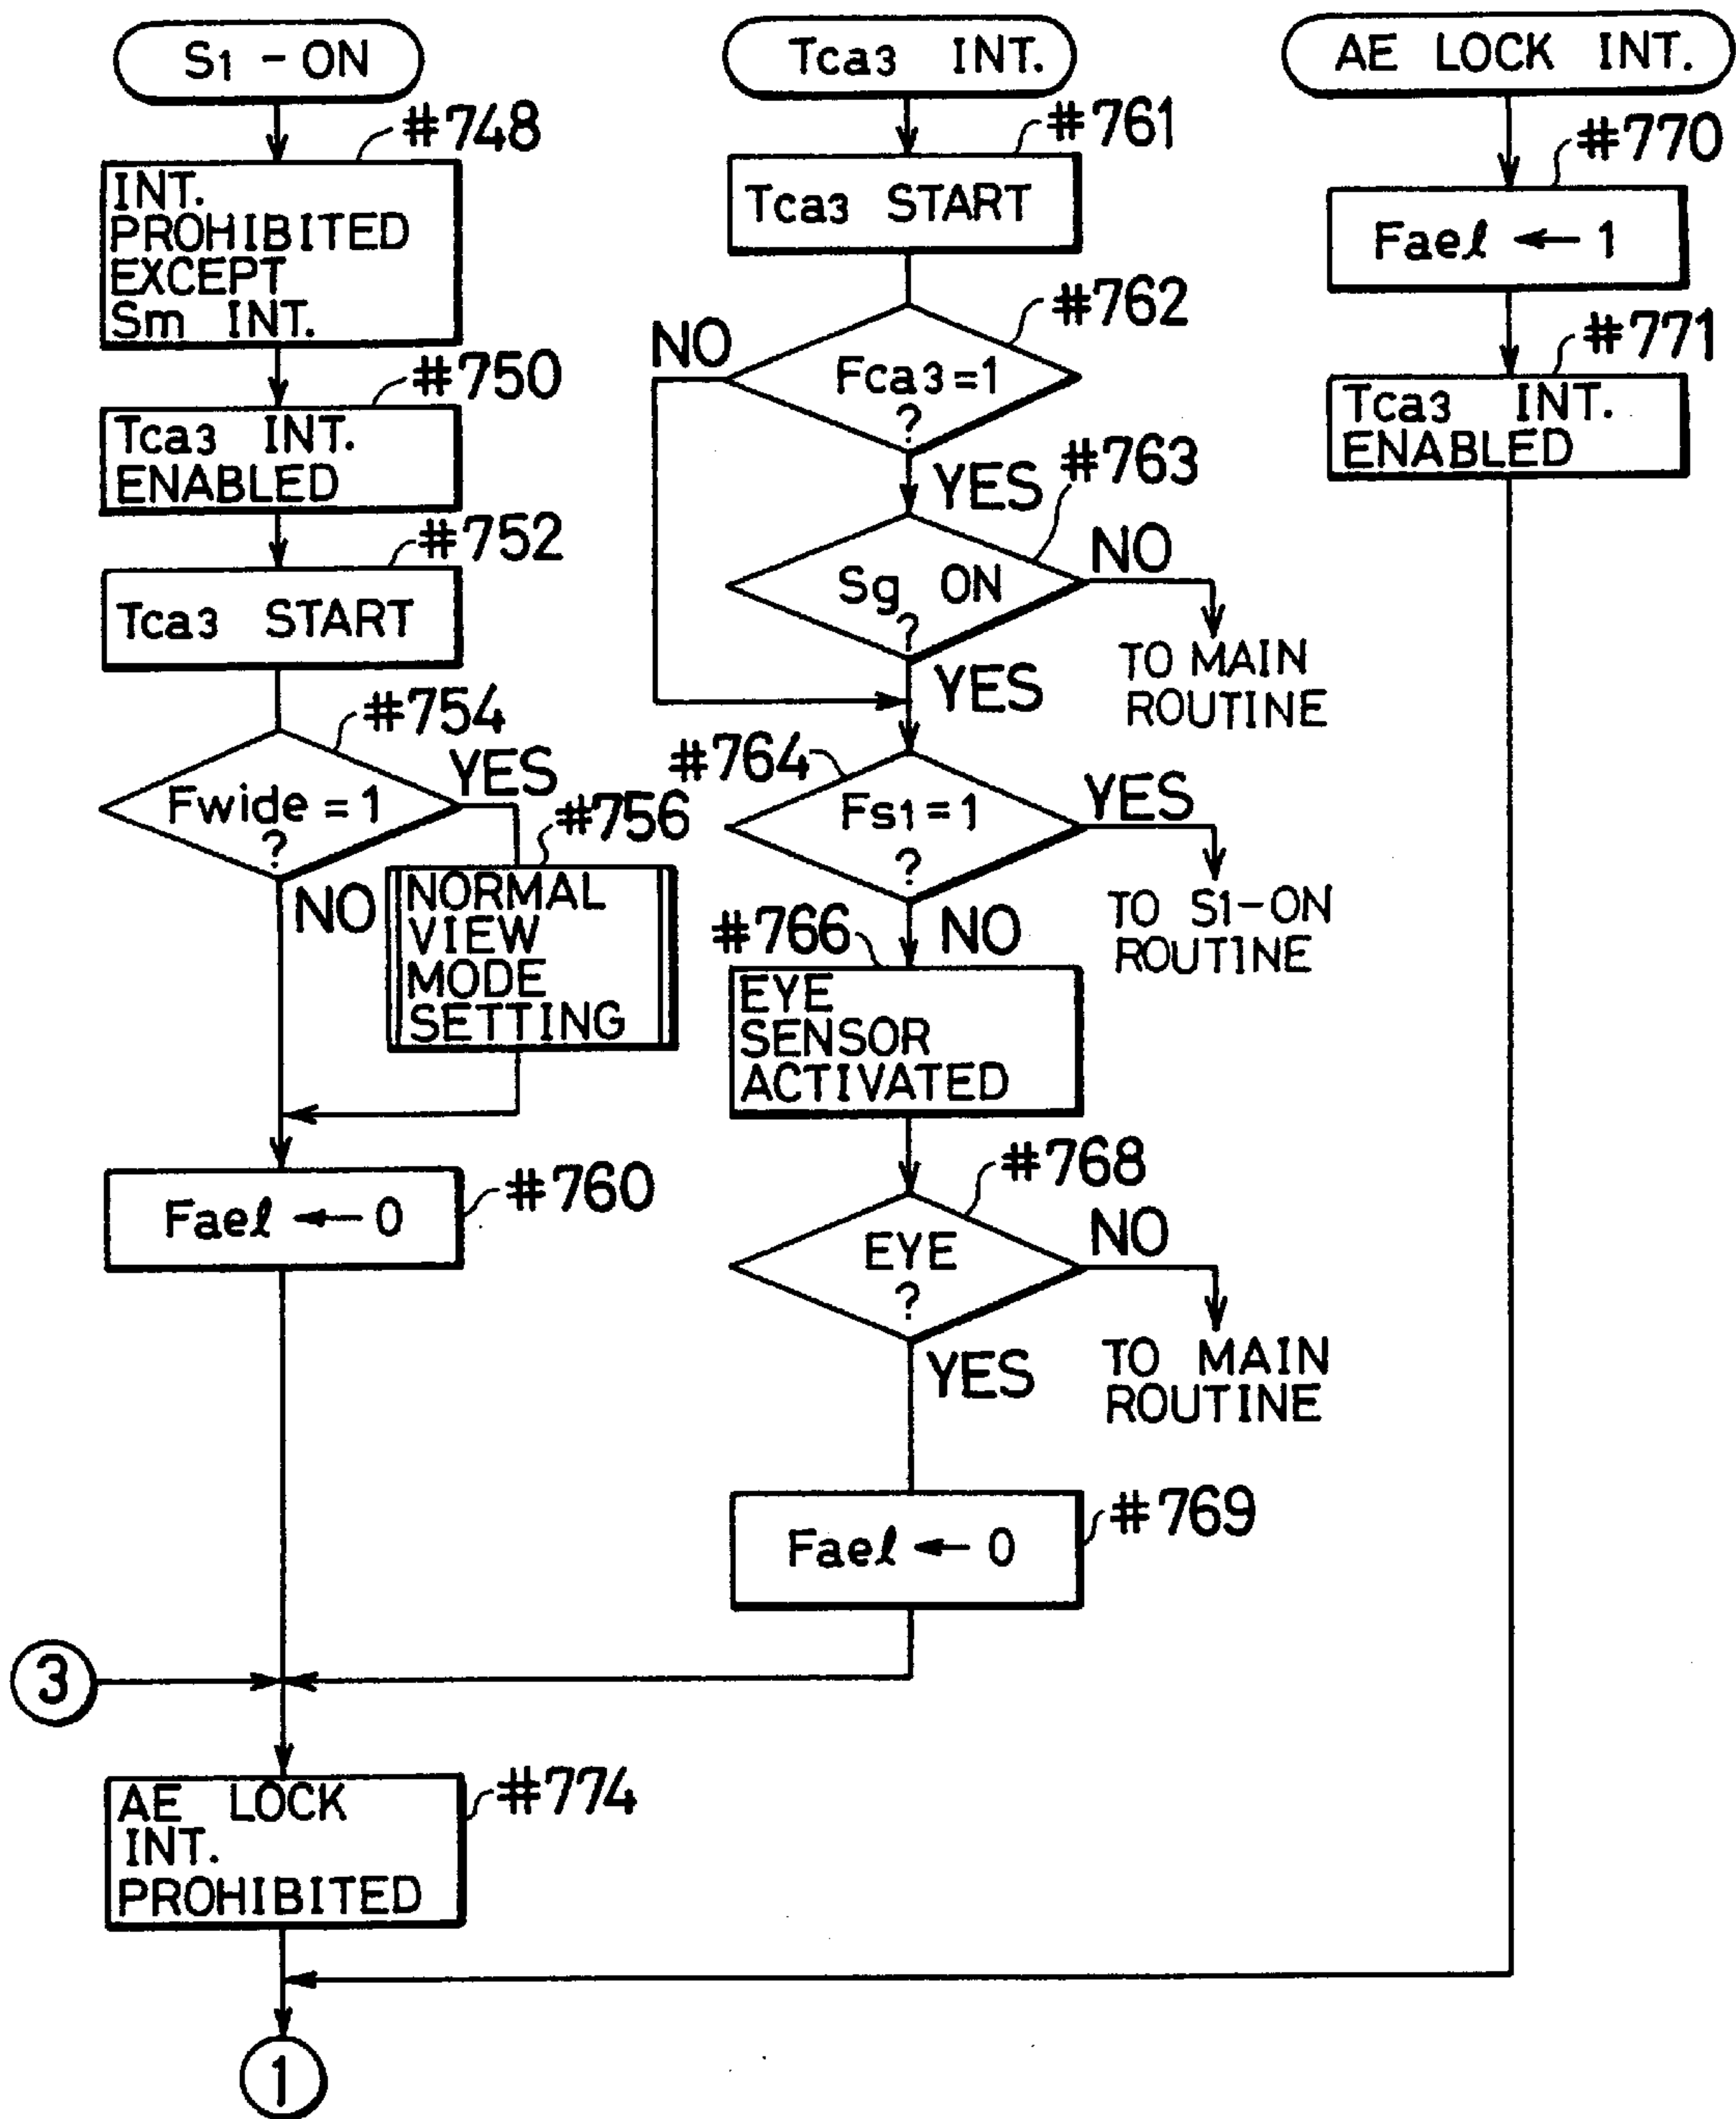 S1 - ON
#748
INT.
PROHIBITED
EXCEPT
Sm INT.
#750
Tca3 INT.
ENABLED
#752
Tca3 START
#754
Fwide = 1
?
YES
NO
#756
NORMAL
VIEW
MODE
SETTING
#760
Faeℓ ← 0
3
#774
AE LOCK
INT.
PROHIBITED
1
Tca3 INT.
#761
Tca3 START
#762
Fca3 = 1
?
NO
YES
#763
Sg ON
?
NO
TO MAIN
ROUTINE
YES
#764
Fs1 = 1
?
YES
TO S1-ON
ROUTINE
NO
#766
EYE
SENSOR
ACTIVATED
#768
EYE
?
NO
TO MAIN
ROUTINE
YES
#769
Faeℓ ← 0
AE LOCK INT.
#770
Faeℓ ← 1
#771
Tca3 INT.
ENABLED